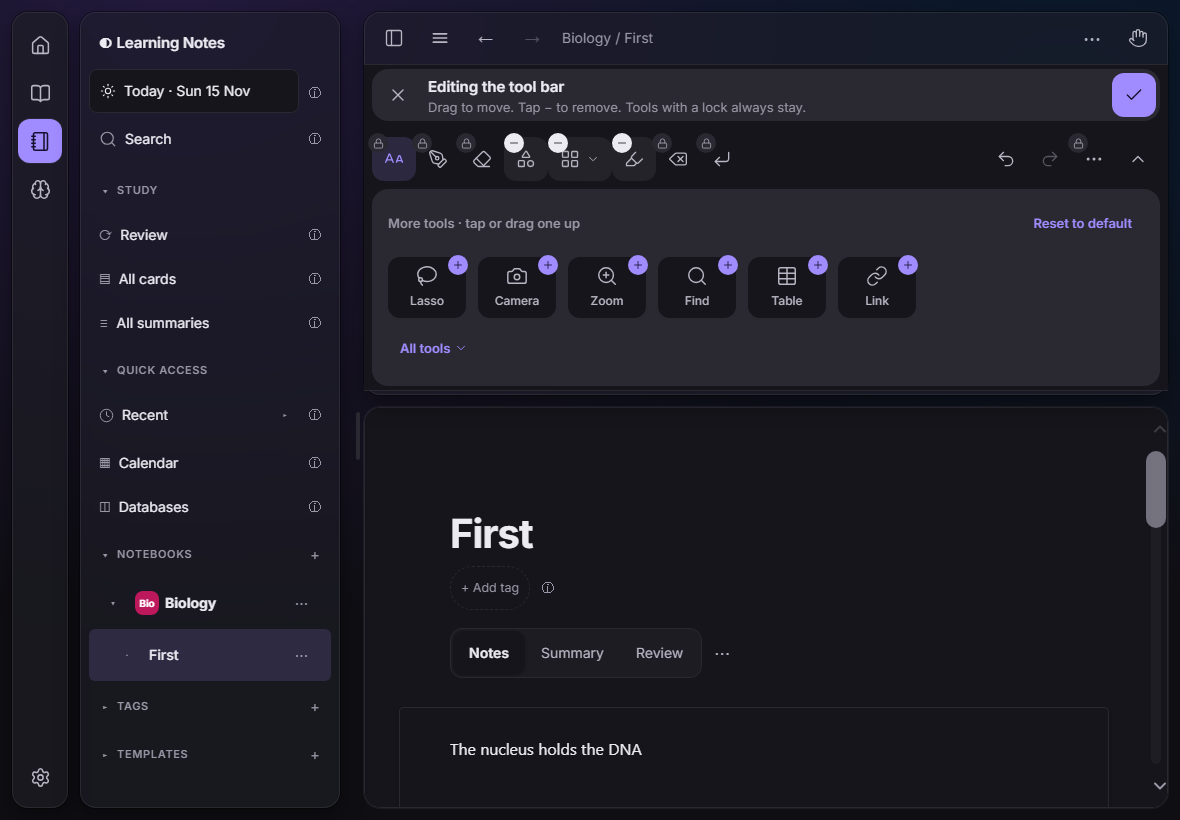 Learning Notes
Today · Sun 15 Nov
Search
STUDY
Review
All cards
All summaries
QUICK ACCESS
Recent
Calendar
Databases
NOTEBOOKS
Bio Biology
First
TAGS
TEMPLATES
Biology / First
Editing the tool bar
Drag to move. Tap − to remove. Tools with a lock always stay.
AA
More tools · tap or drag one up
Reset to default
Lasso
Camera
Zoom
Find
Table
Link
All tools
First
+ Add tag
Notes
Summary
Review
The nucleus holds the DNA